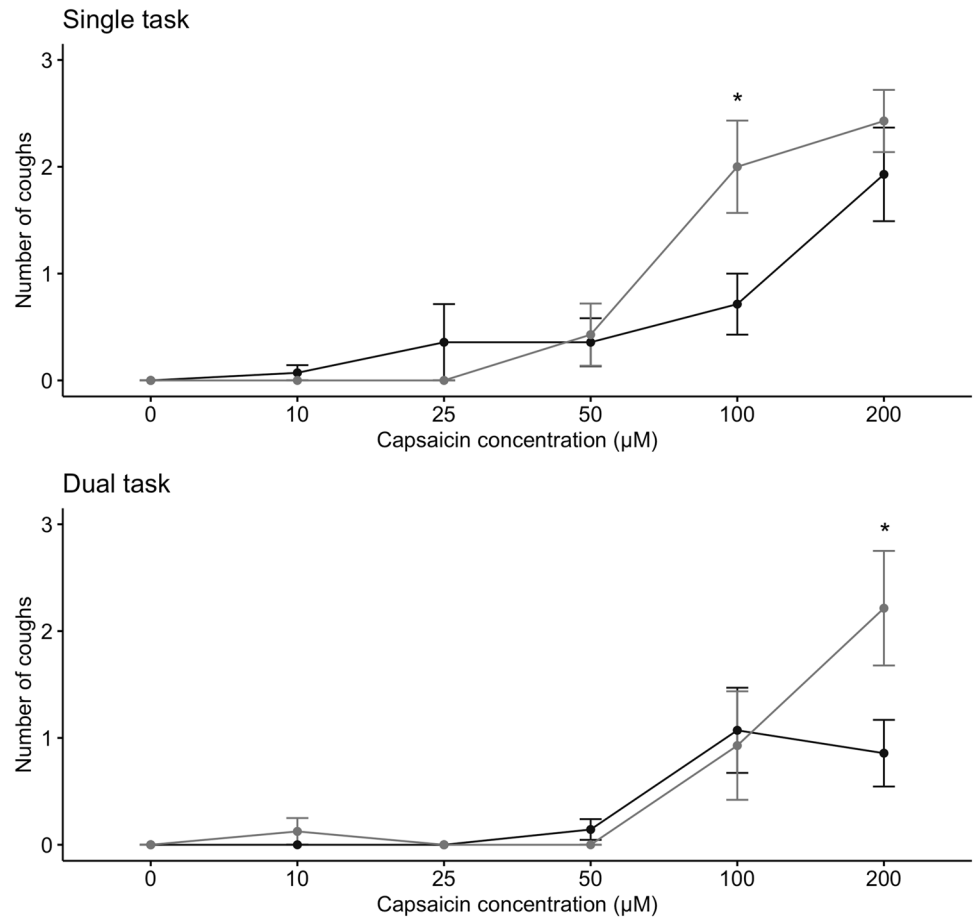 Single task
3
*
2
Number of coughs
1
0
0 10 25 50 100 200
Capsaicin concentration (µM)
Dual task
3
*
2
Number of coughs
1
0
0 10 25 50 100 200
Capsaicin concentration (µM)